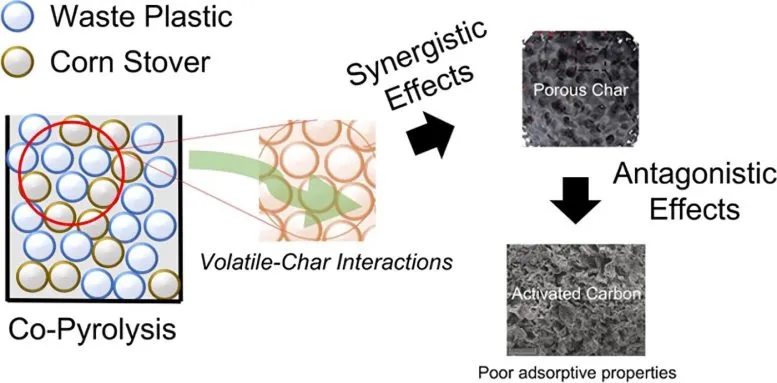 Waste Plastic
Corn Stover
Co-Pyrolysis
Volatile-Char Interactions
Synergistic
Effects
Porous Char
Antagonistic
Effects
Activated Carbon
Poor adsorptive properties